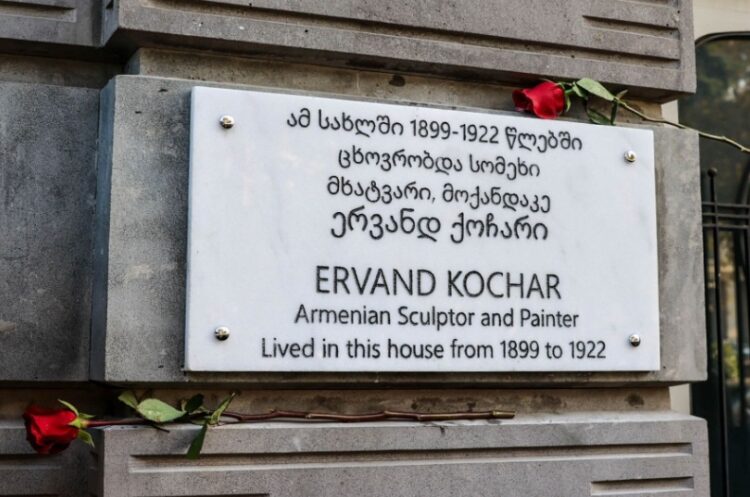 ამ სახლში 1899-1922 წლებში
ცხოვრობდა სომეხი
მხატვარი, მოქანდაკე
ერვანდ ქოჩარი
ERVAND KOCHAR
Armenian Sculptor and Painter
Lived in this house from 1899 to 1922